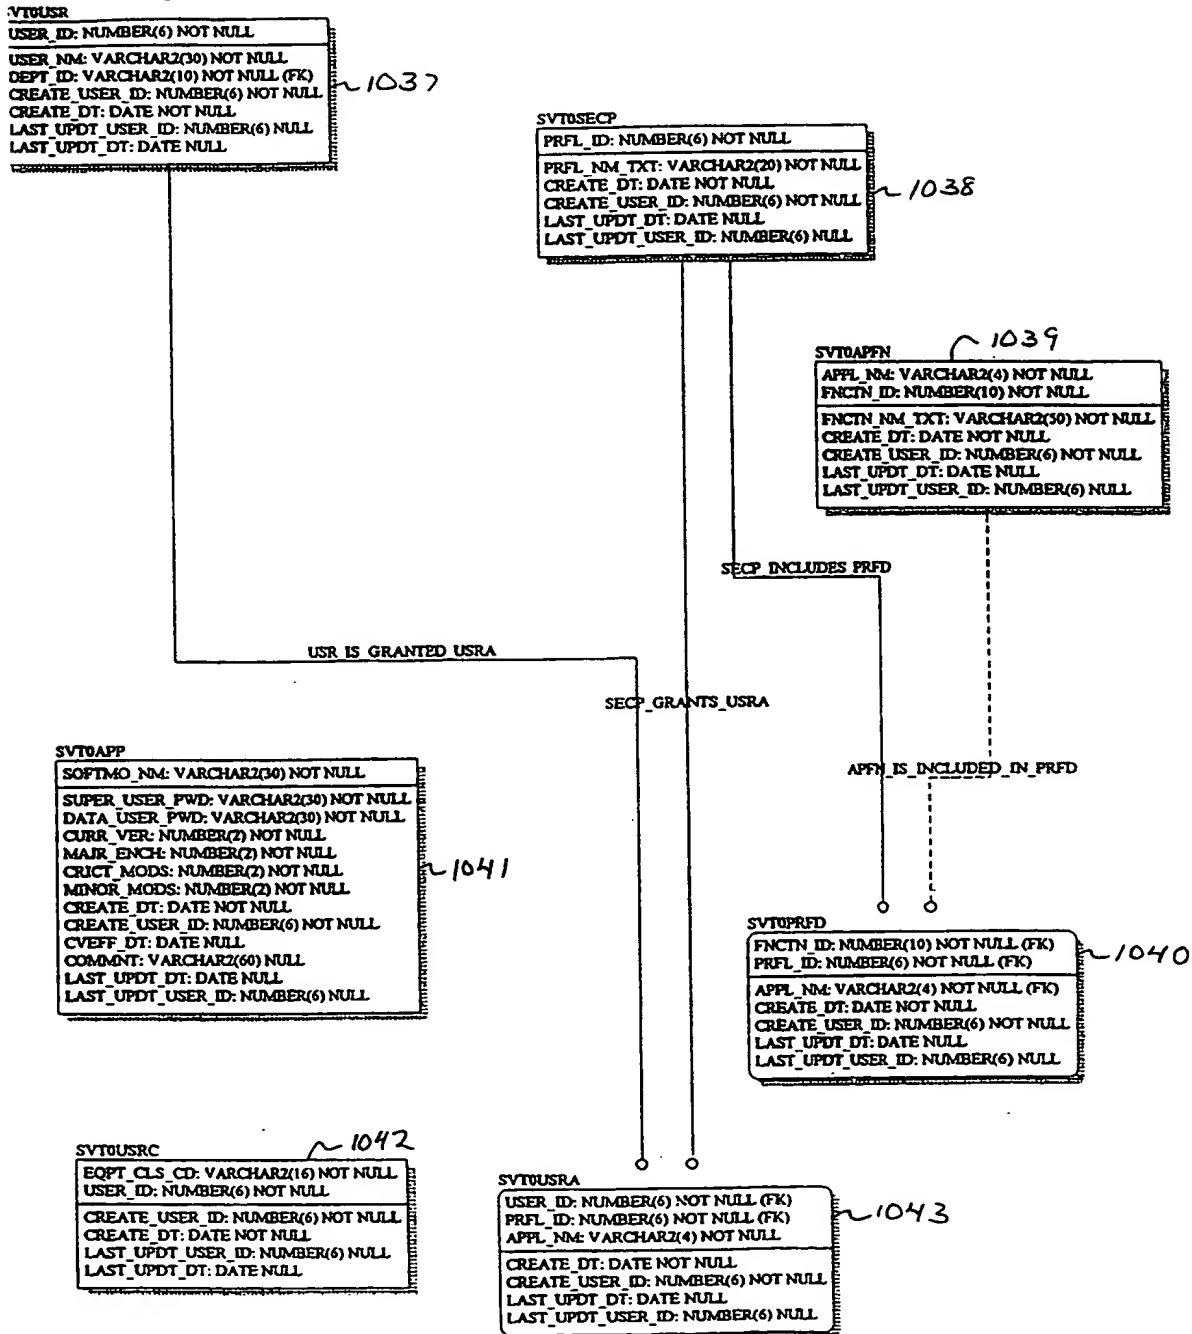 SVT0USR
USER_ID: NUMBER(6) NOT NULL
USER_NM: VARCHAR2(30) NOT NULL
DEPT_ID: VARCHAR2(10) NOT NULL (FK)
CREATE_USER_ID: NUMBER(6) NOT NULL
CREATE_DT: DATE NOT NULL
LAST_UPDT_USER_ID: NUMBER(6) NULL
LAST_UPDT_DT: DATE NULL
1037
SVT0SECP
PRFL_ID: NUMBER(6) NOT NULL
PRFL_NM_TXT: VARCHAR2(20) NOT NULL
CREATE_DT: DATE NOT NULL
CREATE_USER_ID: NUMBER(6) NOT NULL
LAST_UPDT_DT: DATE NULL
LAST_UPDT_USER_ID: NUMBER(6) NULL
1038
1039
SVT0APFN
APPL_NM: VARCHAR2(4) NOT NULL
FNCTN_ID: NUMBER(10) NOT NULL
FNCTN_NM_TXT: VARCHAR2(50) NOT NULL
CREATE_DT: DATE NOT NULL
CREATE_USER_ID: NUMBER(6) NOT NULL
LAST_UPDT_DT: DATE NULL
LAST_UPDT_USER_ID: NUMBER(6) NULL
SECP_INCLUDES PRFD
USR_IS_GRANTED_USRA
SECP_GRANTS_USRA
APFN_IS_INCLUDED_IN_PRFD
SVT0APP
SOFTMO_NM: VARCHAR2(30) NOT NULL
SUPER_USER_PWD: VARCHAR2(30) NOT NULL
DATA_USER_PWD: VARCHAR2(30) NOT NULL
CURR_VER: NUMBER(2) NOT NULL
MAJR_ENCH: NUMBER(2) NOT NULL
CRICT_MODS: NUMBER(2) NOT NULL
MINOR_MODS: NUMBER(2) NOT NULL
CREATE_DT: DATE NOT NULL
CREATE_USER_ID: NUMBER(6) NOT NULL
CVEFF_DT: DATE NULL
COMMNT: VARCHAR2(60) NULL
LAST_UPDT_DT: DATE NULL
LAST_UPDT_USER_ID: NUMBER(6) NULL
1041
SVT0PRFD
FNCTN_ID: NUMBER(10) NOT NULL (FK)
PRFL_ID: NUMBER(6) NOT NULL (FK)
APPL_NM: VARCHAR2(4) NOT NULL (FK)
CREATE_DT: DATE NOT NULL
CREATE_USER_ID: NUMBER(6) NOT NULL
LAST_UPDT_DT: DATE NULL
LAST_UPDT_USER_ID: NUMBER(6) NULL
1040
SVT0USRC
1042
EQPT_CLS_CD: VARCHAR2(16) NOT NULL
USER_ID: NUMBER(6) NOT NULL
CREATE_USER_ID: NUMBER(6) NOT NULL
CREATE_DT: DATE NOT NULL
LAST_UPDT_USER_ID: NUMBER(6) NULL
LAST_UPDT_DT: DATE NULL
SVT0USRA
USER_ID: NUMBER(6) NOT NULL (FK)
PRFL_ID: NUMBER(6) NOT NULL (FK)
APPL_NM: VARCHAR2(4) NOT NULL
CREATE_DT: DATE NOT NULL
CREATE_USER_ID: NUMBER(6) NOT NULL
LAST_UPDT_DT: DATE NULL
LAST_UPDT_USER_ID: NUMBER(6) NULL
1043